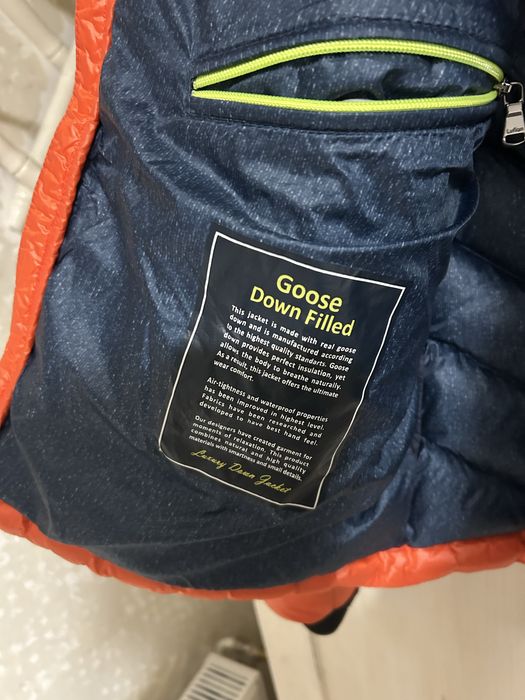 Goose
Down Filled
This jacket is made with real goose
down and is manufactured according
to the highest quality standarts. Goose
down provides perfect insulation, yet
allows the body to breathe naturally.
As a result, this jacket offers the ultimate
wear comfort.
Air-tightness and waterproof properties
has been improved in highest level.
Fabrics have been researched and
developed to have best hand feel.
Our designers have created garment for
moments of relaxation. This product
combines natural and high quality
materials with smartness and small details.
Luxury Down Jacket